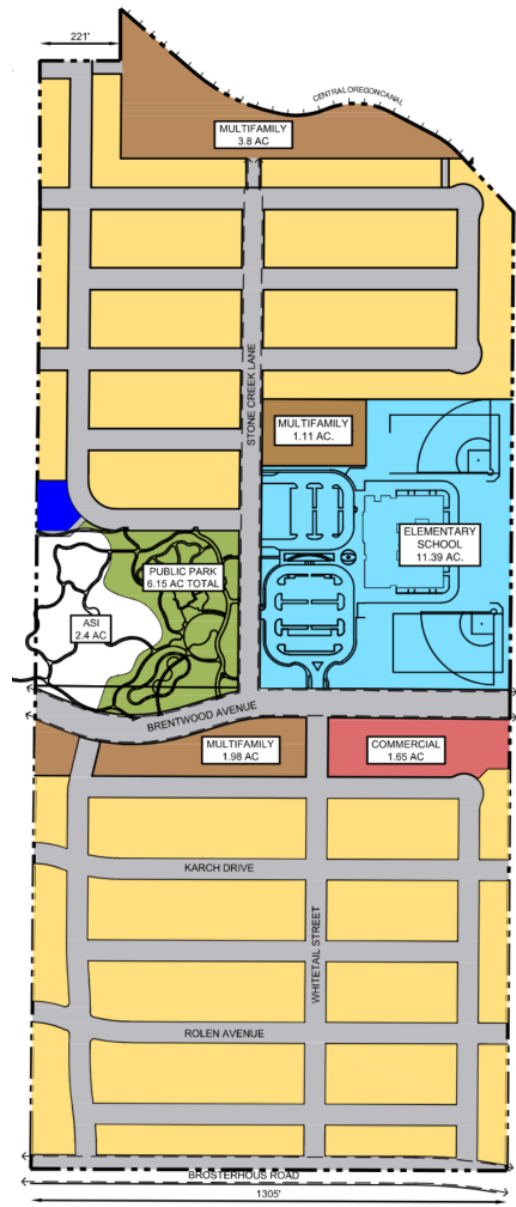 221'
CENTRAL OREGON CANAL
MULTIFAMILY
3.8 AC
STONE CREEK LANE
MULTIFAMILY
1.11 AC.
ELEMENTARY
SCHOOL
11.39 AC.
PUBLIC PARK
6.15 AC TOTAL
ASI
2.4 AC
BRENTWOOD AVENUE
MULTIFAMILY
1.98 AC
COMMERCIAL
1.65 AC
KARCH DRIVE
WHITETAIL STREET
ROLEN AVENUE
BROSTERHOUS ROAD
1305'